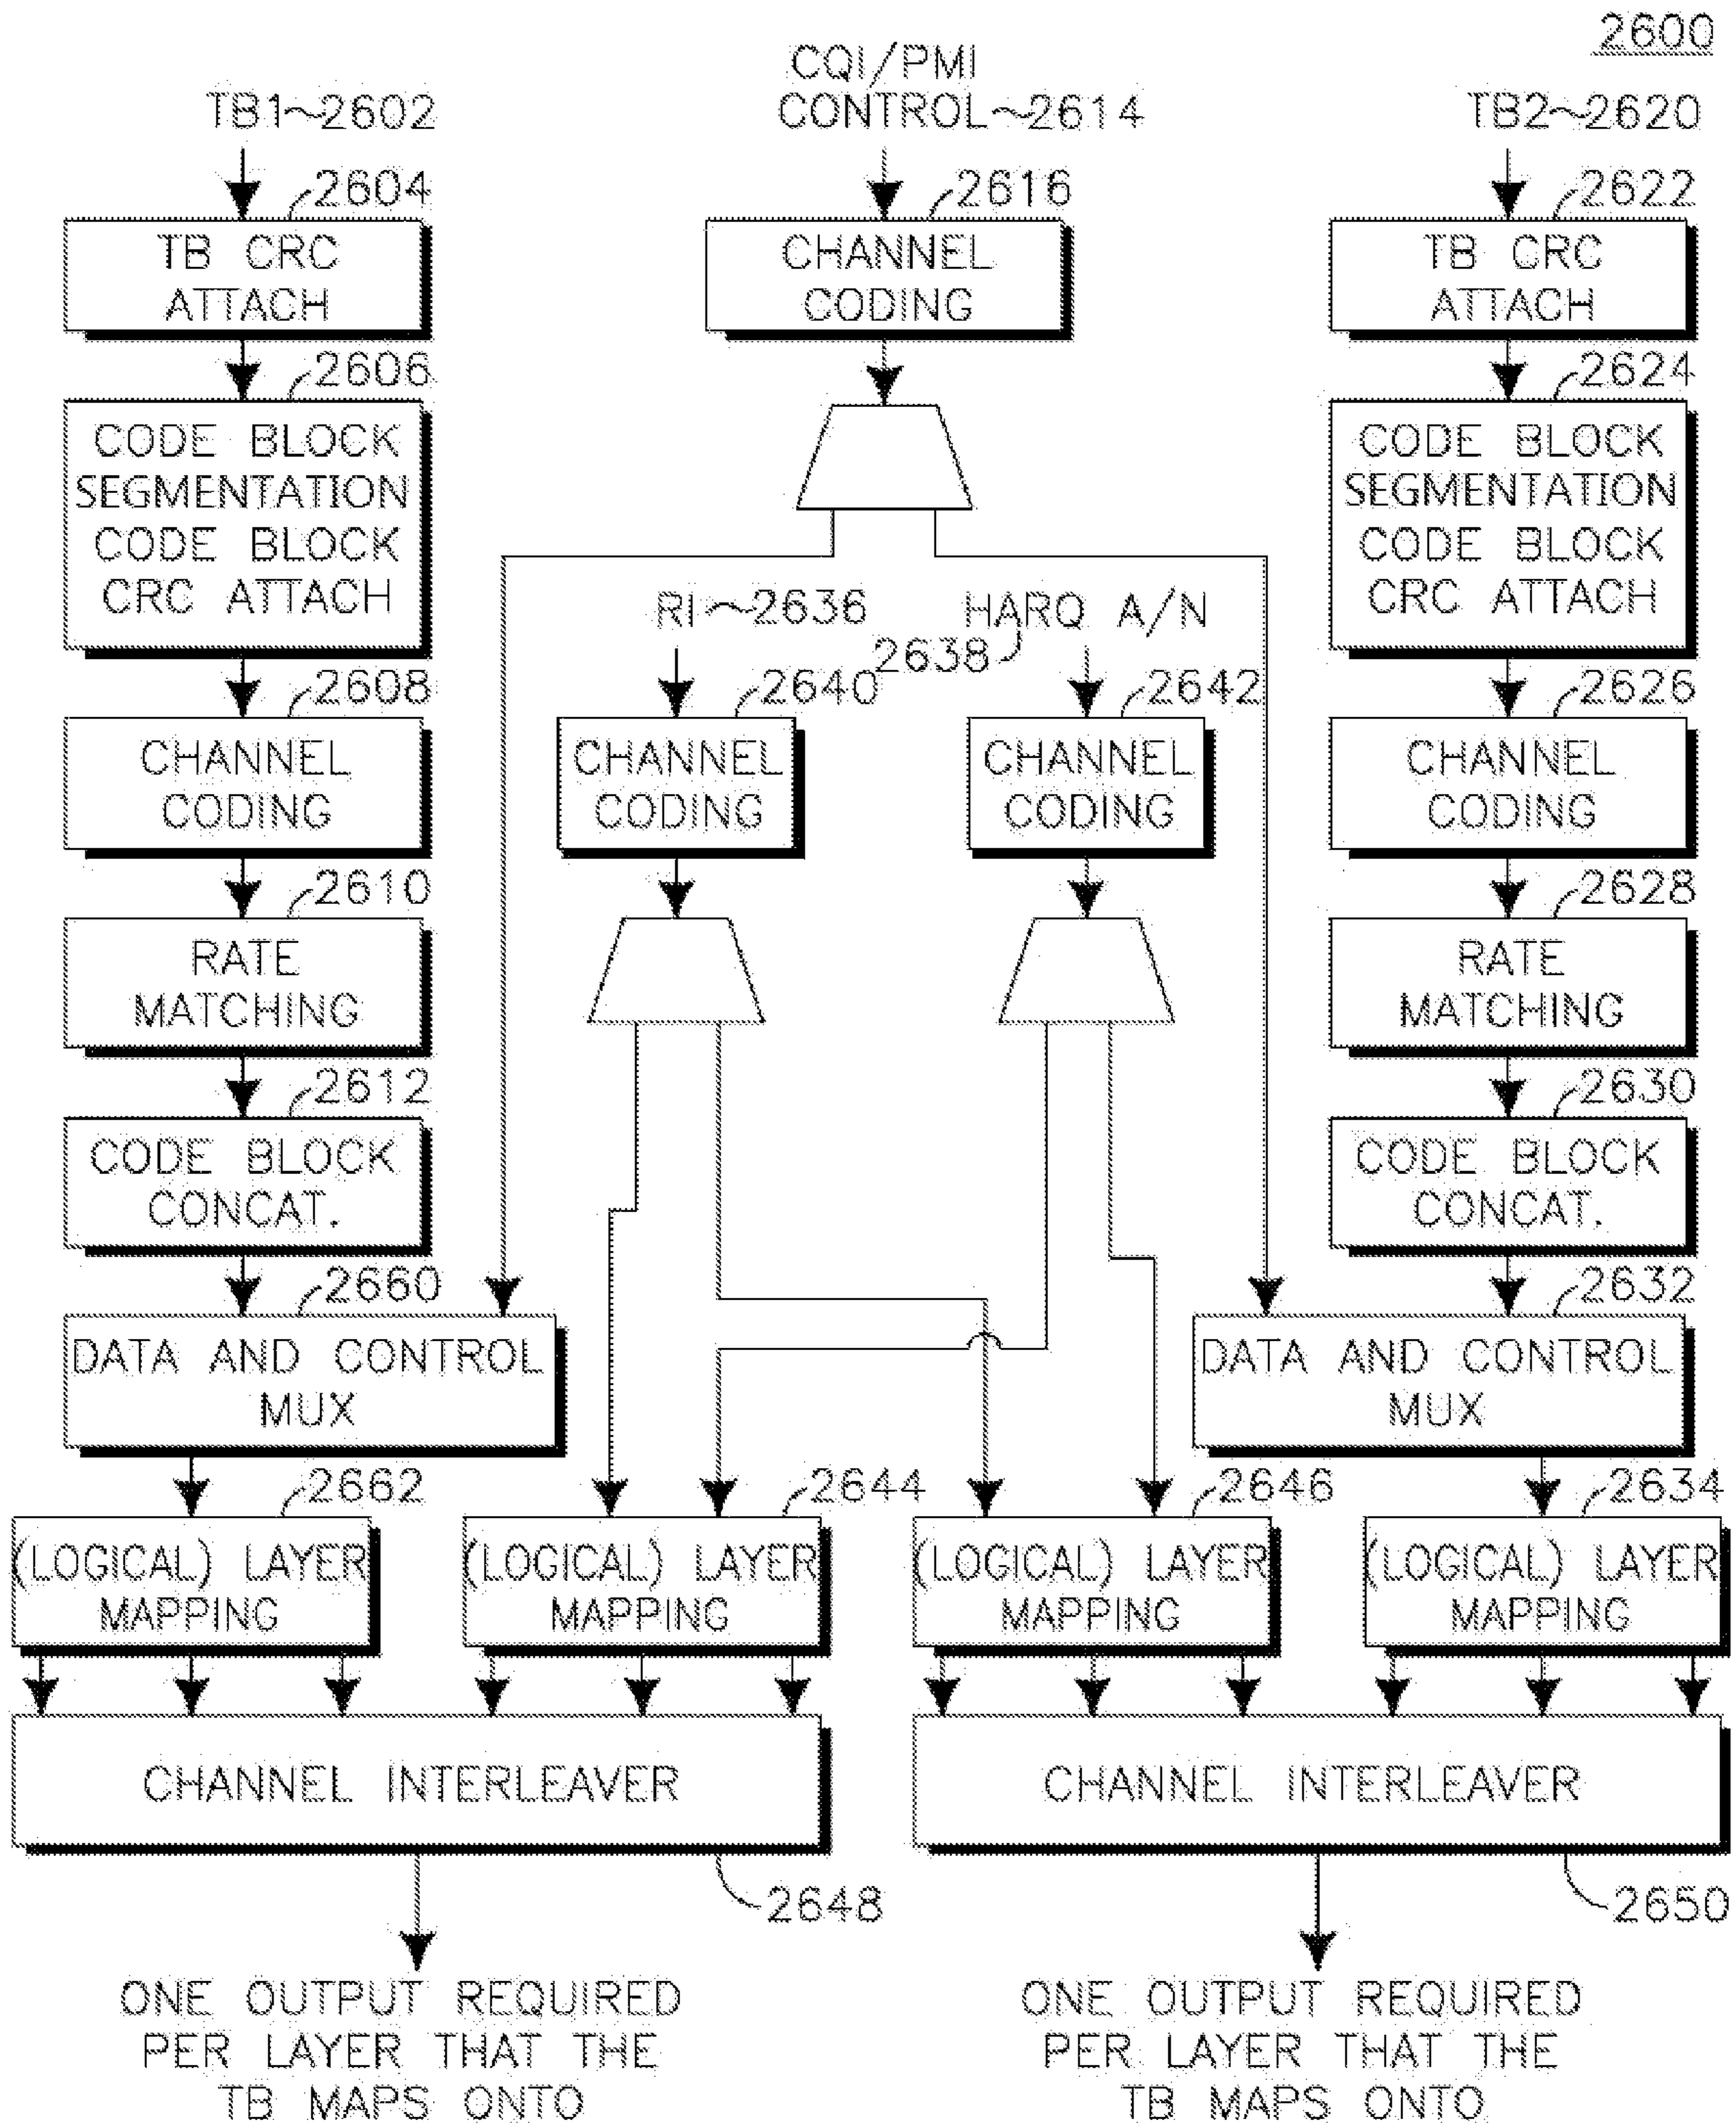 2600
TB1~2602
CQI/PMI
CONTROL~2614
TB2~2620
2604
TB CRC
ATTACH
2616
CHANNEL
CODING
2622
TB CRC
ATTACH
2606
CODE BLOCK
SEGMENTATION
CODE BLOCK
CRC ATTACH
2624
CODE BLOCK
SEGMENTATION
CODE BLOCK
CRC ATTACH
RI~2636
HARQ A/N
2638
2608
CHANNEL
CODING
2640
CHANNEL
CODING
2642
CHANNEL
CODING
2626
CHANNEL
CODING
2610
RATE
MATCHING
2628
RATE
MATCHING
2612
CODE BLOCK
CONCAT.
2630
CODE BLOCK
CONCAT.
2660
DATA AND CONTROL
MUX
2632
DATA AND CONTROL
MUX
2662
(LOGICAL) LAYER
MAPPING
2644
(LOGICAL) LAYER
MAPPING
2646
(LOGICAL) LAYER
MAPPING
2634
(LOGICAL) LAYER
MAPPING
CHANNEL INTERLEAVER
2648
CHANNEL INTERLEAVER
2650
ONE OUTPUT REQUIRED
PER LAYER THAT THE
TB MAPS ONTO
ONE OUTPUT REQUIRED
PER LAYER THAT THE
TB MAPS ONTO